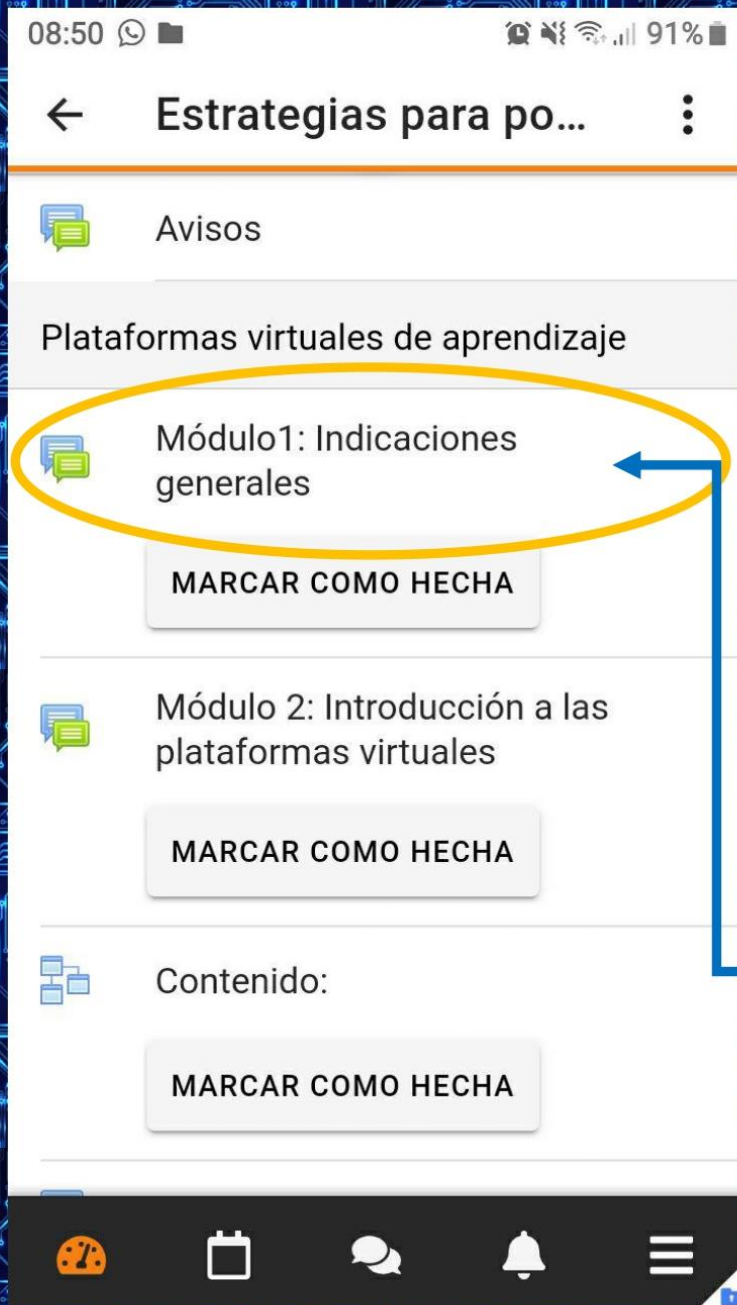 08:50 91%
Estrategias para po...
Avisos
Plataformas virtuales de aprendizaje
Módulo1: Indicaciones
generales
MARCAR COMO HECHA
Módulo 2: Introducción a las
plataformas virtuales
MARCAR COMO HECHA
Contenido:
MARCAR COMO HECHA